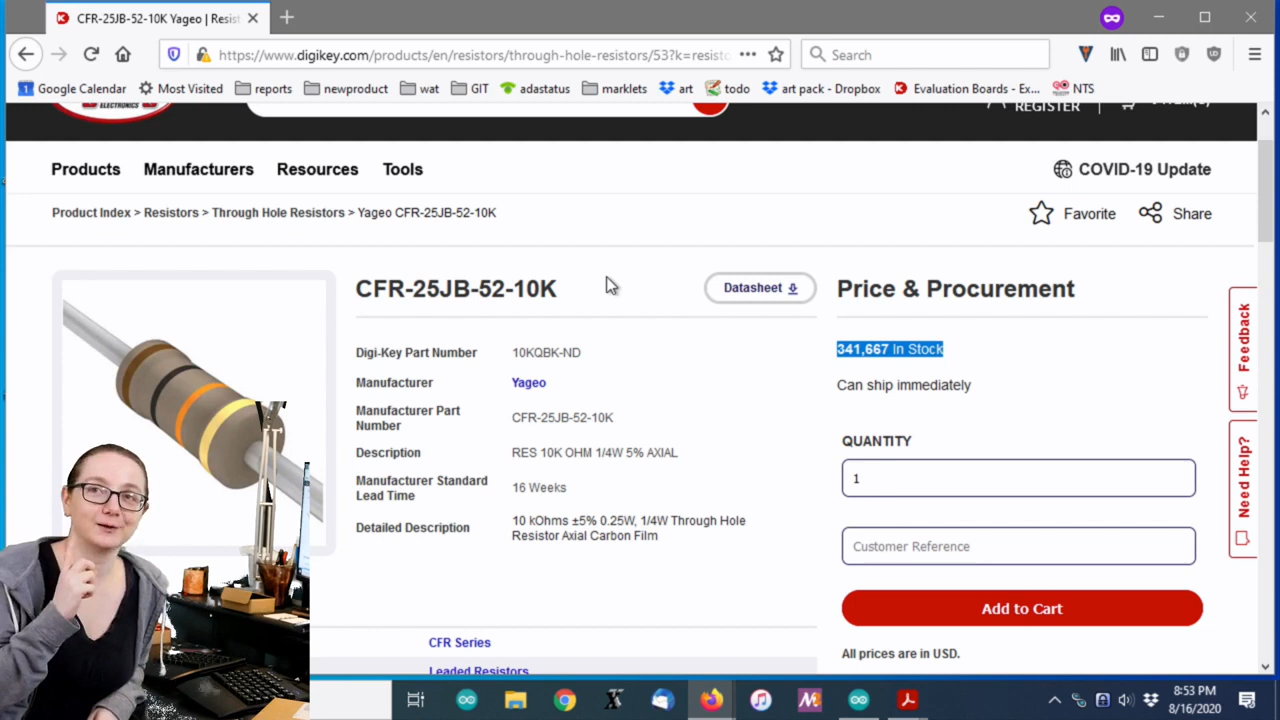 CFR-25JB-52-10K Yageo | Resist
https://www.digikey.com/products/en/resistors/through-hole-resistors/53?k=resisto
Search
Google Calendar
Most Visited
reports
newproduct
wat
GIT
adastatus
marklets
art
todo
art pack - Dropbox
Evaluation Boards - Ex...
NTS
ELECTRONICS
REGISTER
Products
Manufacturers
Resources
Tools
COVID-19 Update
Product Index > Resistors > Through Hole Resistors > Yageo CFR-25JB-52-10K
Favorite
Share
CFR-25JB-52-10K
Datasheet
Price & Procurement
Digi-Key Part Number 10KQBK-ND
Manufacturer Yageo
Manufacturer Part
Number
CFR-25JB-52-10K
Description RES 10K OHM 1/4W 5% AXIAL
Manufacturer Standard
Lead Time
16 Weeks
Detailed Description
10 kOhms ±5% 0.25W, 1/4W Through Hole
Resistor Axial Carbon Film
CFR Series
Leaded Resistors
341,667 In Stock
Can ship immediately
QUANTITY
1
Customer Reference
Add to Cart
All prices are in USD.
Feedback
Need Help?
8:53 PM
8/16/2020